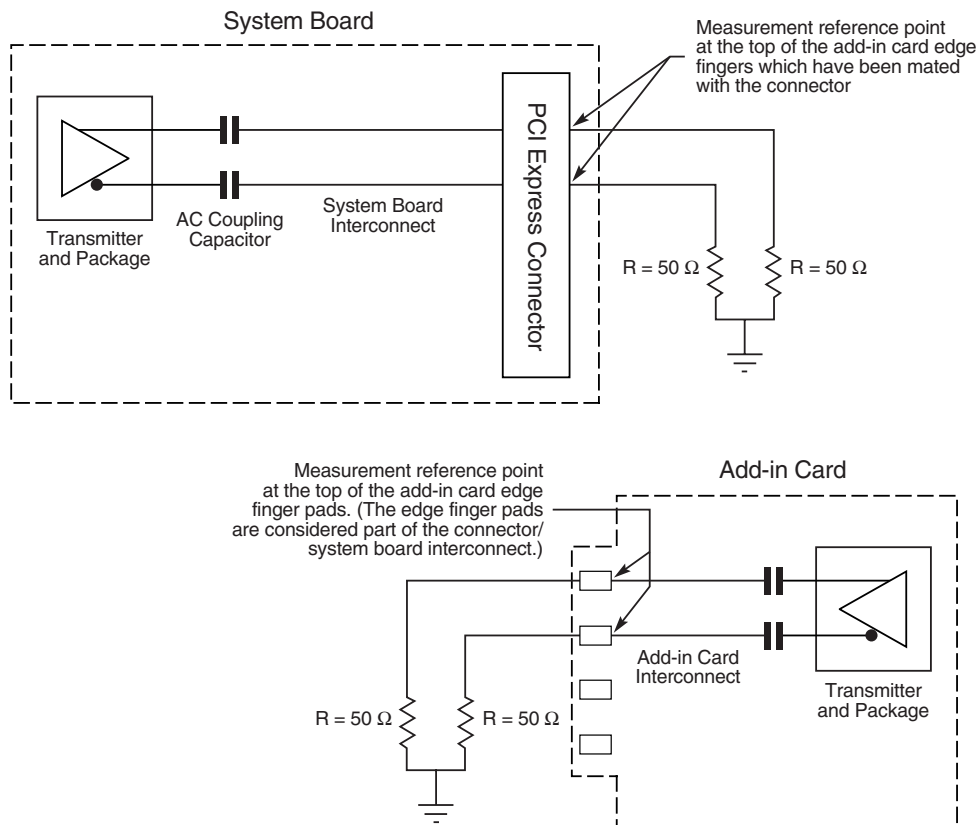 System Board
Measurement reference point
at the top of the add-in card edge
fingers which have been mated
with the connector
PCI Express Connector
Transmitter
and Package
AC Coupling
Capacitor
System Board
Interconnect
R = 50 Ω
R = 50 Ω
Measurement reference point
at the top of the add-in card edge
finger pads. (The edge finger pads
are considered part of the connector/
system board interconnect.)
Add-in Card
Add-in Card
Interconnect
Transmitter
and Package
R = 50 Ω
R = 50 Ω